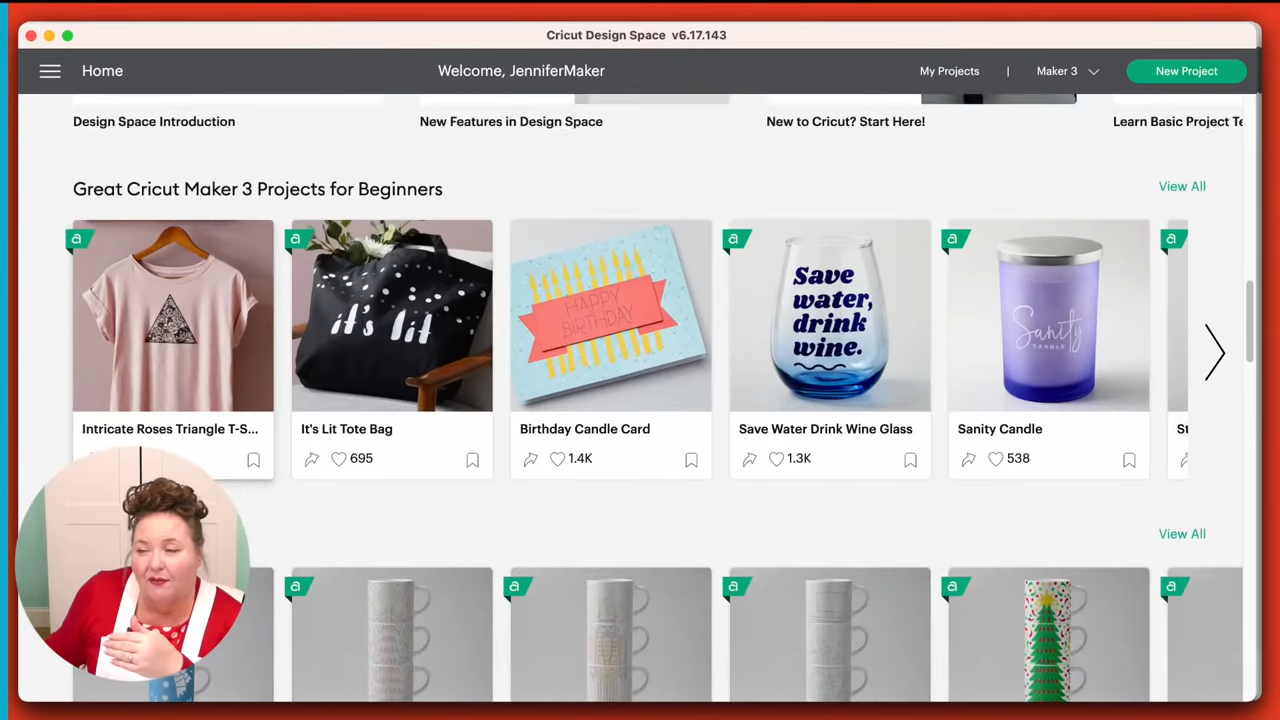 Cricut Design Space v6.17.143
Home
Welcome, JenniferMaker
My Projects
|
Maker 3
New Project
Design Space Introduction
New Features in Design Space
New to Cricut? Start Here!
Learn Basic Project Te
Great Cricut Maker 3 Projects for Beginners
View All
a
a
a
a
a
it's lit
HAPPY
BIRTHDAY
Save
water,
drink
wine.
Sanity
CANDLE
Intricate Roses Triangle T-S...
It's Lit Tote Bag
Birthday Candle Card
Save Water Drink Wine Glass
Sanity Candle
St
695
1.4K
1.3K
538
View All
a
a
a
a
a